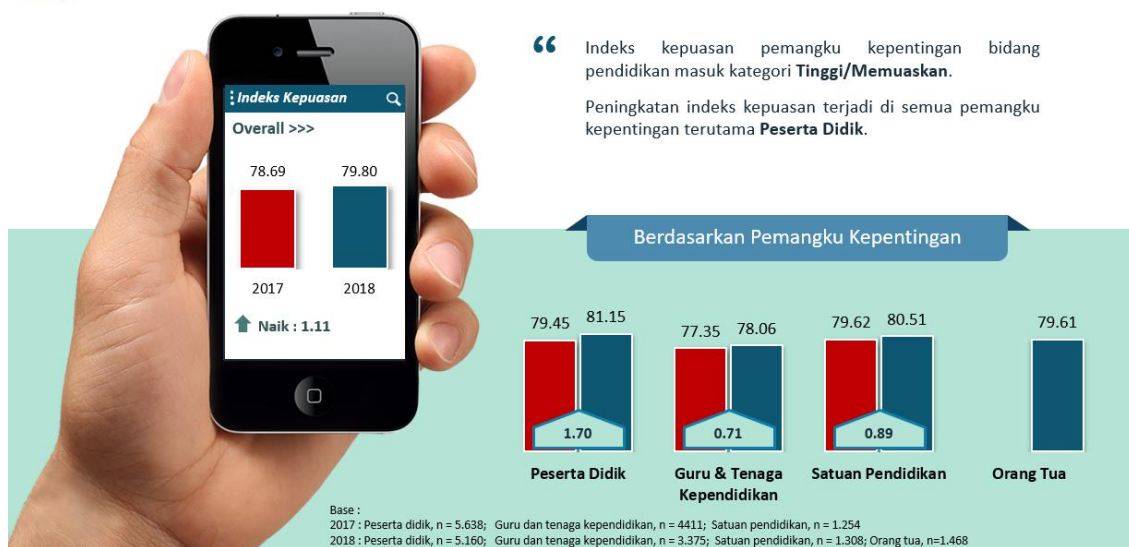 “
Indeks kepuasan pemangku kepentingan bidang
pendidikan masuk kategori Tinggi/Memuaskan.
Peningkatan indeks kepuasan terjadi di semua pemangku
kepentingan terutama Peserta Didik.
Indeks Kepuasan
Overall >>>
78.69 79.80
2017 2018
Naik : 1.11
Berdasarkan Pemangku Kepentingan
79.45 81.15 77.35 78.06 79.62 80.51 79.61
1.70 0.71 0.89
Peserta Didik Guru & Tenaga Satuan Pendidikan Orang Tua
Kependidikan
Base :
2017 : Peserta didik, n = 5.638; Guru dan tenaga kependidikan, n = 4411; Satuan pendidikan, n = 1.254
2018 : Peserta didik, n = 5.160; Guru dan tenaga kependidikan, n = 3.375; Satuan pendidikan, n = 1.308; Orang tua, n=1.468